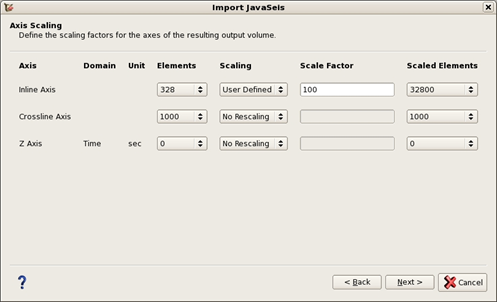 Import JavaSeis
Axis Scaling
Define the scaling factors for the axes of the resulting output volume.
Axis Domain Unit Elements Scaling Scale Factor Scaled Elements
Inline Axis 328 User Defined 100 32800
Crossline Axis 1000 No Rescaling 1000
Z Axis Time sec 0 No Rescaling 0
? < Back Next > Cancel